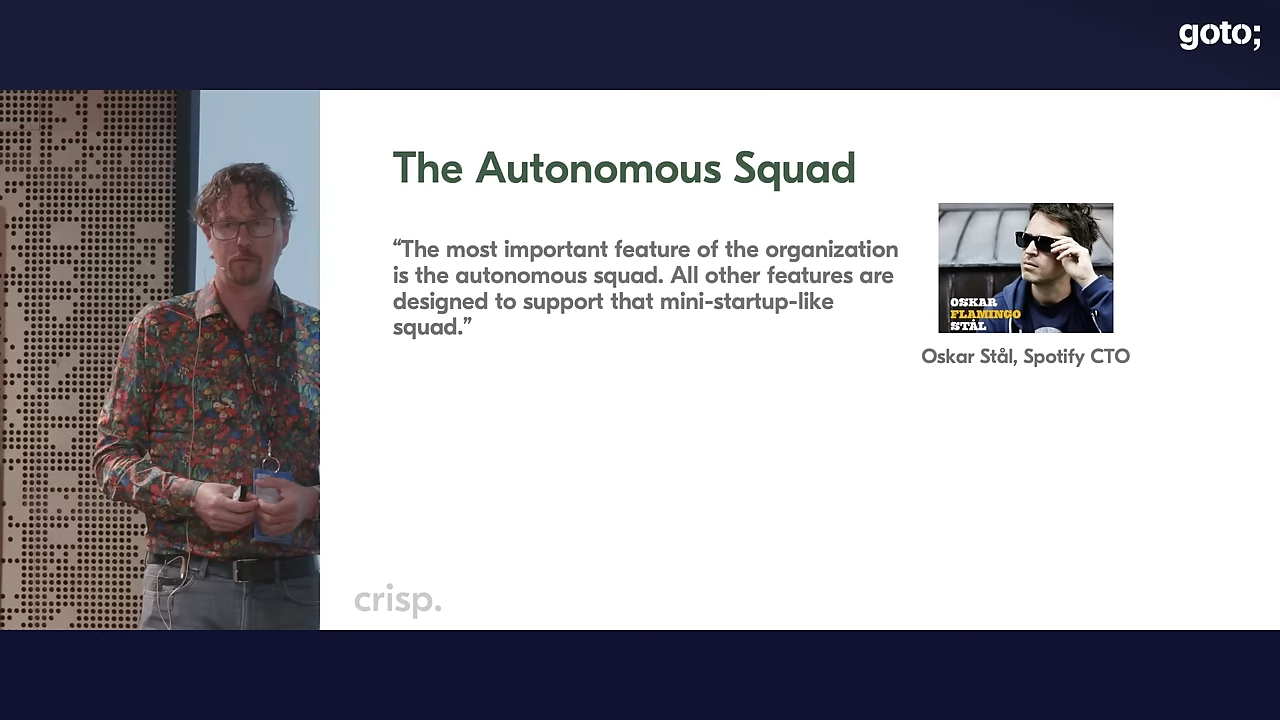 goto;
The Autonomous Squad
“The most important feature of the organization
is the autonomous squad. All other features are
designed to support that mini-startup-like
squad.”
OSKAR
FLAMINGO
STÅL
Oskar Stål, Spotify CTO
crisp.